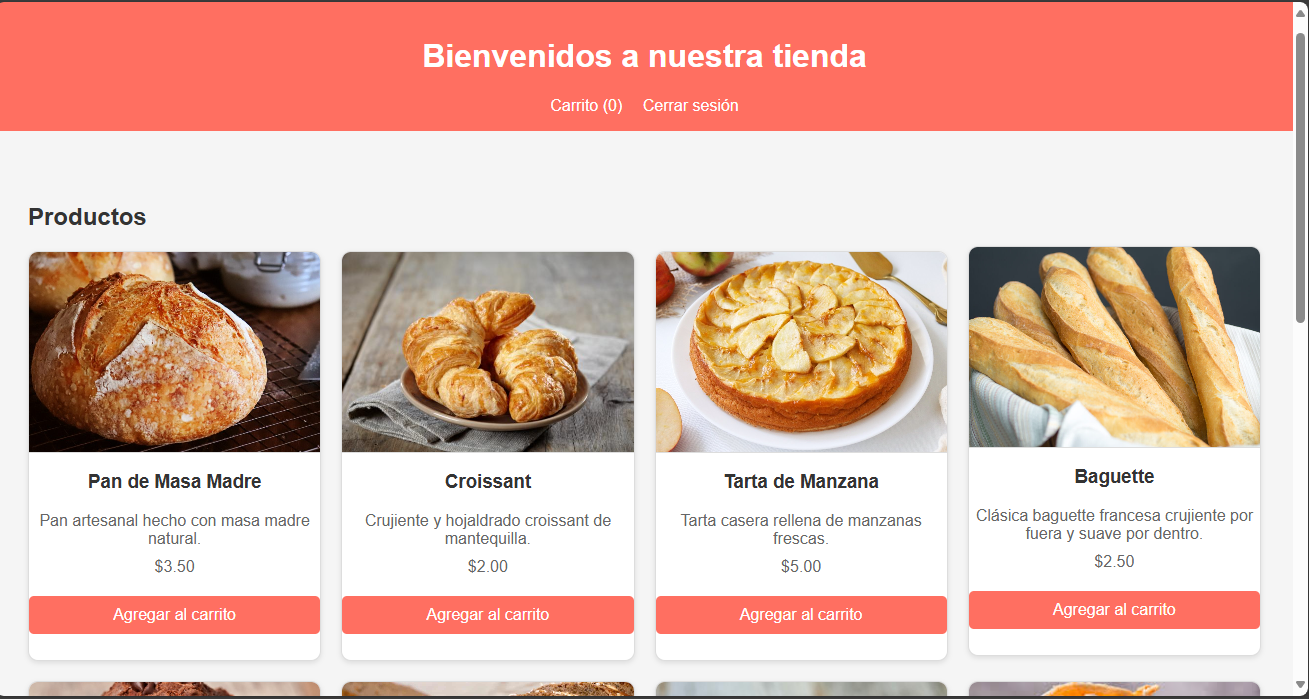 Bienvenidos a nuestra tienda
Carrito (0) Cerrar sesión
Productos
Pan de Masa Madre
Pan artesanal hecho con masa madre
natural.
$3.50
Agregar al carrito
Croissant
Crujiente y hojaldrado croissant de
mantequilla.
$2.00
Agregar al carrito
Tarta de Manzana
Tarta casera rellena de manzanas
frescas.
$5.00
Agregar al carrito
Baguette
Clásica baguette francesa crujiente por
fuera y suave por dentro.
$2.50
Agregar al carrito